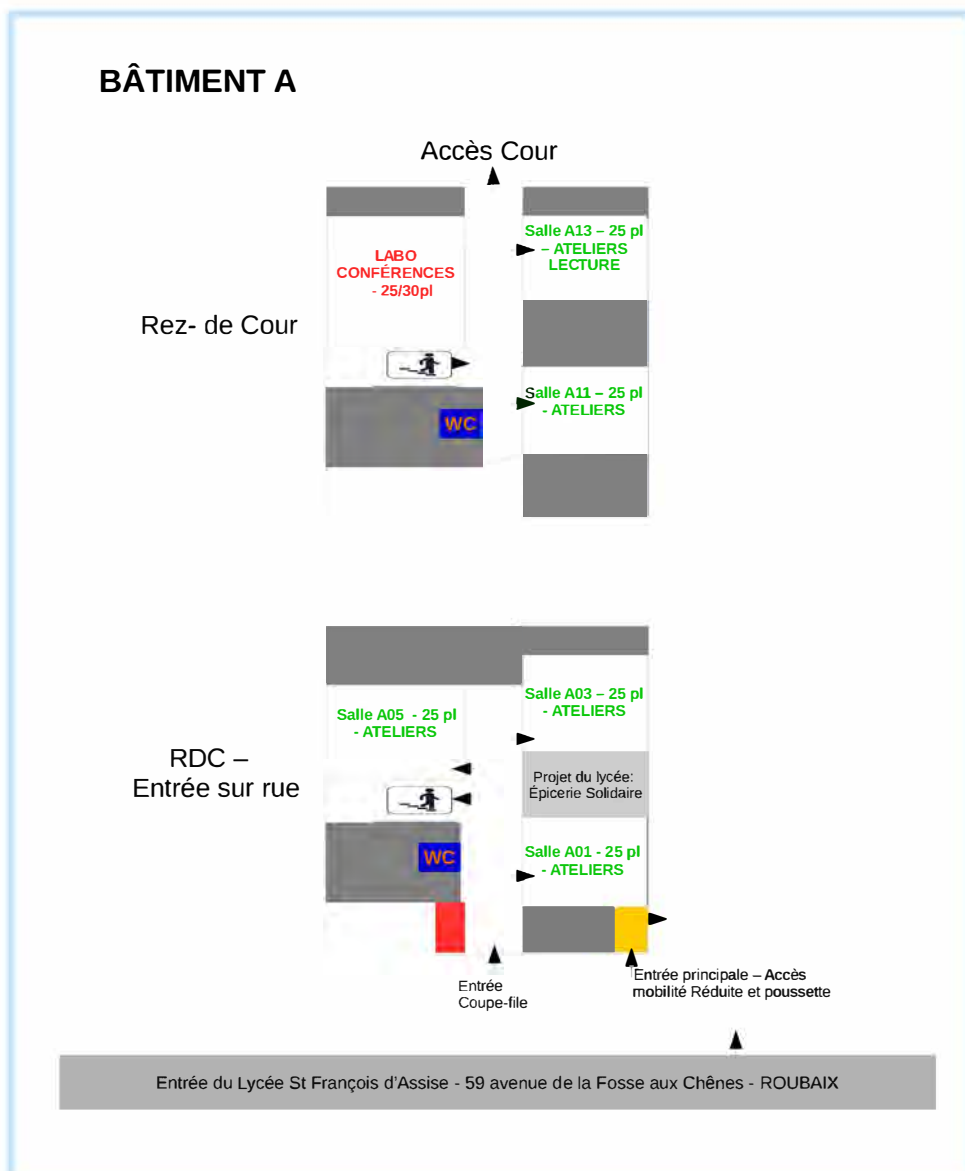 BÂTIMENT A
Accès Cour
Salle A13 – 25 pl
– ATELIERS
LECTURE
LABO
CONFÉRENCES
- 25/30pl
Rez- de Cour
Salle A11 – 25 pl
- ATELIERS
WC
Salle A03 – 25 pl
- ATELIERS
Salle A05 - 25 pl
- ATELIERS
RDC –
Entrée sur rue
Projet du lycée:
Épicerie Solidaire
WC
Salle A01 - 25 pl
- ATELIERS
Entrée
Coupe-file
Entrée principale – Accès
mobilité Réduite et poussette
Entrée du Lycée St François d'Assise - 59 avenue de la Fosse aux Chênes - ROUBAIX